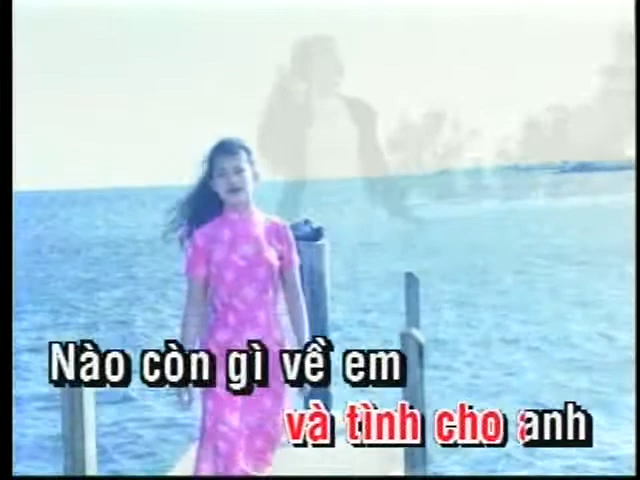 Nào còn gì về em
và tình cho anh